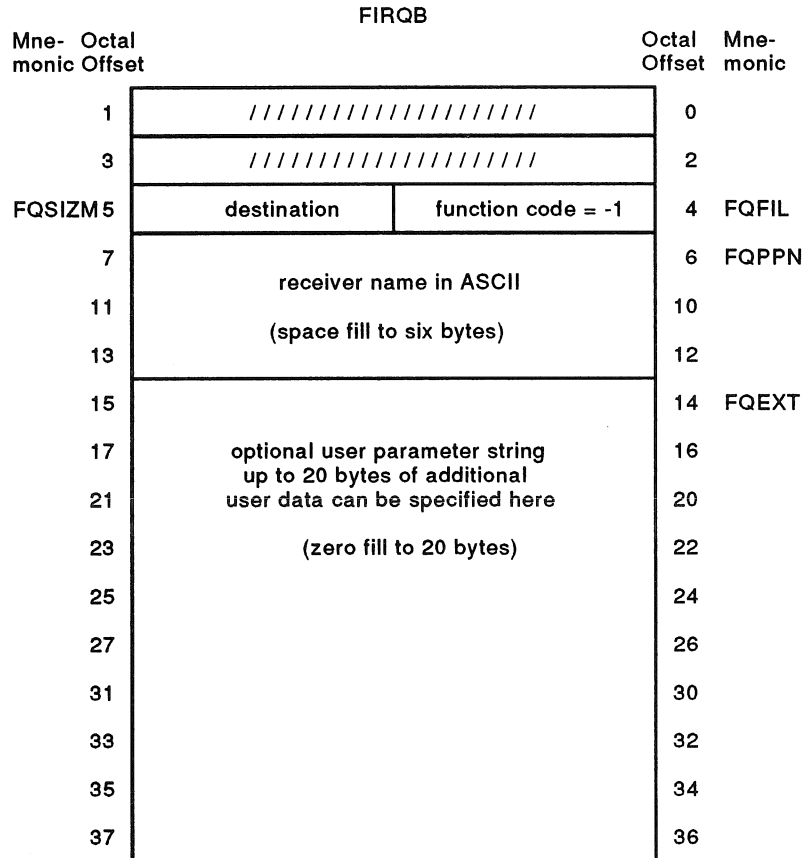 FIRQB
Mne- Octal Octal Mne-
monic Offset Offset monic
1 / / / / / / / / / / / / / / / / / / / / / / 0
3 / / / / / / / / / / / / / / / / / / / / / / 2
FQSIZM 5 destination function code = -1 4 FQFIL
7 6 FQPPN
receiver name in ASCII
11 10
(space fill to six bytes)
13 12
15 14 FQEXT
17 optional user parameter string 16
up to 20 bytes of additional
21 user data can be specified here 20
23 (zero fill to 20 bytes) 22
25 24
27 26
31 30
33 32
35 34
37 36